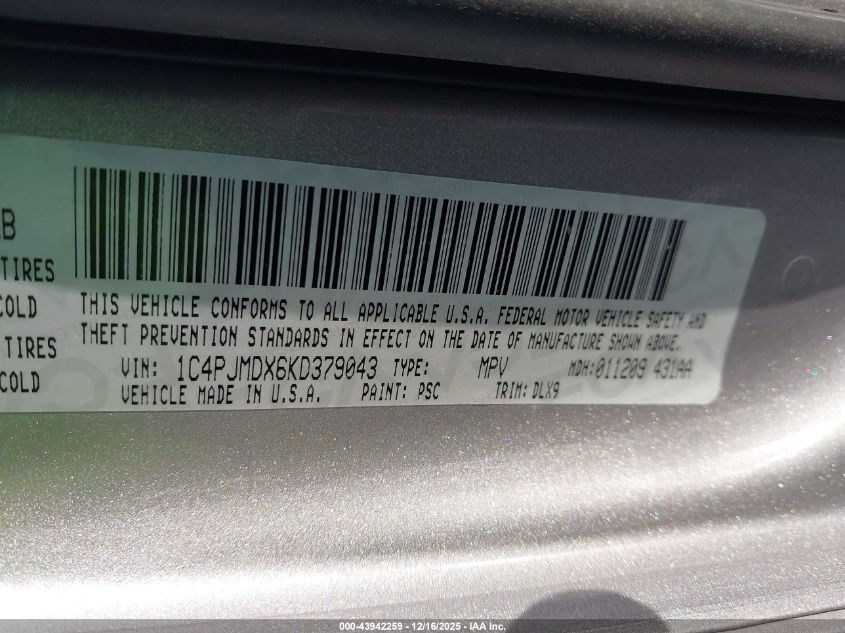 B
TIRES
COLD
TIRES
COLD
THIS VEHICLE CONFORMS TO ALL APPLICABLE U.S.A. FEDERAL MOTOR VEHICLE SAFETY AND
THEFT PREVENTION STANDARDS IN EFFECT ON THE DATE OF MANUFACTURE SHOWN ABOVE.
VIN: 1C4PJMDX6KD379043 TYPE: MPV MDH:011209 431AA
VEHICLE MADE IN U.S.A. PAINT: PSC TRIM: DLX9
000-43942259 - 12/16/2025 - IAA Inc.